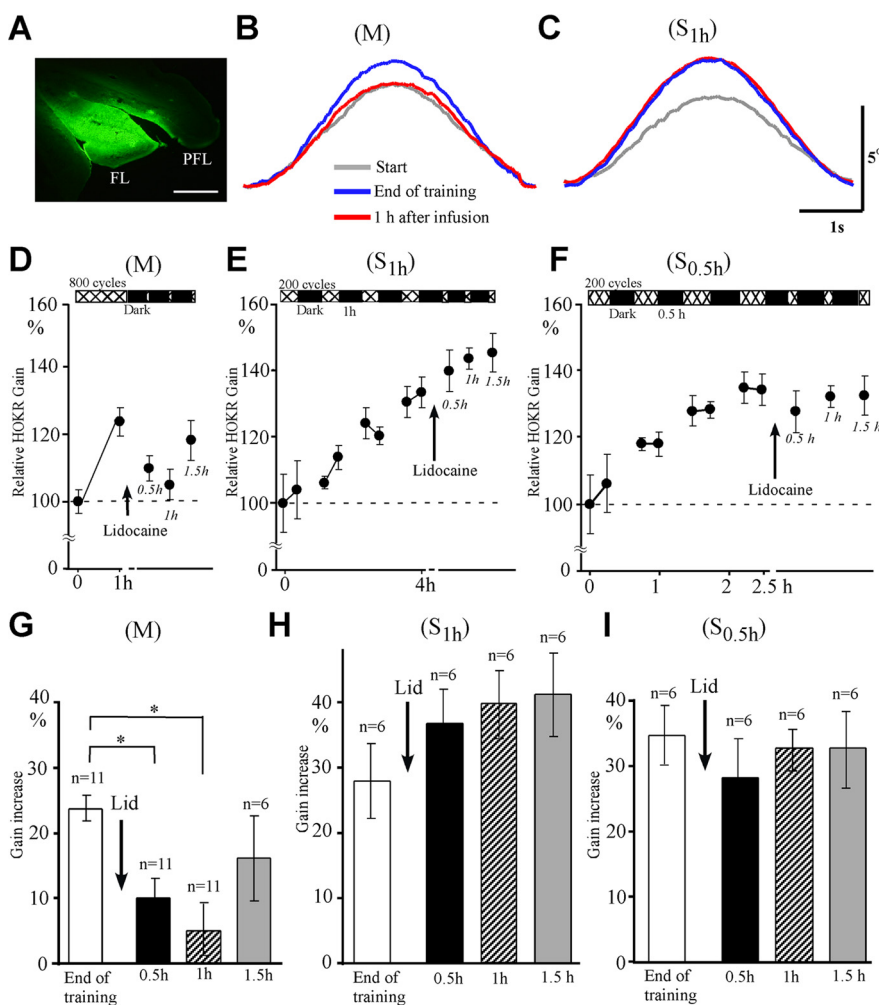 A
FL
PFL
B
(M)
Start
End of training
1 h after infusion
C
(S1h)
5°
1s
D
(M)
800 cycles
Dark
160
%
140
120
100
0
Relative HOKR Gain
0.5h
1h
1.5h
Lidocaine
0
1h
E
(S1h)
200 cycles
Dark
1h
160
%
140
120
100
0
Relative HOKR Gain
0.5h
1h
1.5h
Lidocaine
0
4h
F
(S0.5h)
200 cycles
Dark
0.5 h
160
%
140
120
100
0
Relative HOKR Gain
0.5 h
1 h
1.5 h
Lidocaine
0
1
2
2.5 h
G
(M)
40
%
30
20
10
0
Gain increase
*
*
n=11
Lid
n=11
n=11
n=6
End of
training
0.5h
1h
1.5h
H
(S1h)
40
%
30
20
10
0
Gain increase
n=6
Lid
n=6
n=6
n=6
End of
training
0.5h
1h
1.5 h
I
(S0.5h)
40
%
30
20
10
0
Gain increase
n=6
Lid
n=6
n=6
n=6
End of
training
0.5h
1h
1.5 h